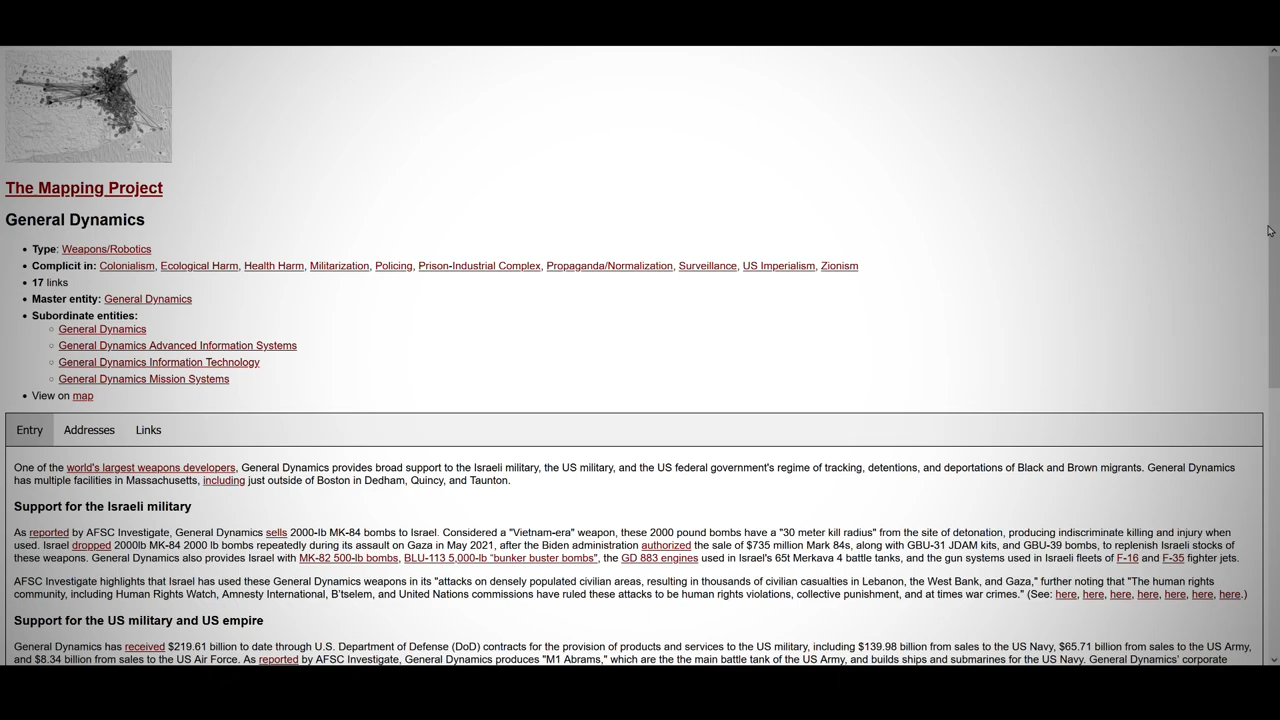 The Mapping Project
General Dynamics
• Type: Weapons/Robotics
• Complicit in: Colonialism, Ecological Harm, Health Harm, Militarization, Policing, Prison-Industrial Complex, Propaganda/Normalization, Surveillance, US Imperialism, Zionism
• 17 links
• Master entity: General Dynamics
• Subordinate entities:
○ General Dynamics
○ General Dynamics Advanced Information Systems
○ General Dynamics Information Technology
○ General Dynamics Mission Systems
• View on map
Entry Addresses Links
One of the world's largest weapons developers, General Dynamics provides broad support to the Israeli military, the US military, and the US federal government's regime of tracking, detentions, and deportations of Black and Brown migrants. General Dynamics
has multiple facilities in Massachusetts, including just outside of Boston in Dedham, Quincy, and Taunton.
Support for the Israeli military
As reported by AFSC Investigate, General Dynamics sells 2000-lb MK-84 bombs to Israel. Considered a "Vietnam-era" weapon, these 2000 pound bombs have a "30 meter kill radius" from the site of detonation, producing indiscriminate killing and injury when
used. Israel dropped 2000lb MK-84 2000 lb bombs repeatedly during its assault on Gaza in May 2021, after the Biden administration authorized the sale of $735 million Mark 84s, along with GBU-31 JDAM kits, and GBU-39 bombs, to replenish Israeli stocks of
these weapons. General Dynamics also provides Israel with MK-82 500-lb bombs, BLU-113 5,000-lb “bunker buster bombs”, the GD 883 engines used in Israel's 65t Merkava 4 battle tanks, and the gun systems used in Israeli fleets of F-16 and F-35 fighter jets.
AFSC Investigate highlights that Israel has used these General Dynamics weapons in its "attacks on densely populated civilian areas, resulting in thousands of civilian casualties in Lebanon, the West Bank, and Gaza," further noting that "The human rights
community, including Human Rights Watch, Amnesty International, B'tselem, and United Nations commissions have ruled these attacks to be human rights violations, collective punishment, and at times war crimes." (See: here, here, here, here, here, here, here.)
Support for the US military and US empire
General Dynamics has received $219.61 billion to date through U.S. Department of Defense (DoD) contracts for the provision of products and services to the US military, including $139.98 billion from sales to the US Navy, $65.71 billion from sales to the US Army,
and $8.34 billion from sales to the US Air Force. As reported by AFSC Investigate, General Dynamics produces "M1 Abrams," which are the the main battle tank of the US Army, and builds ships and submarines for the US Navy. General Dynamics' corporate